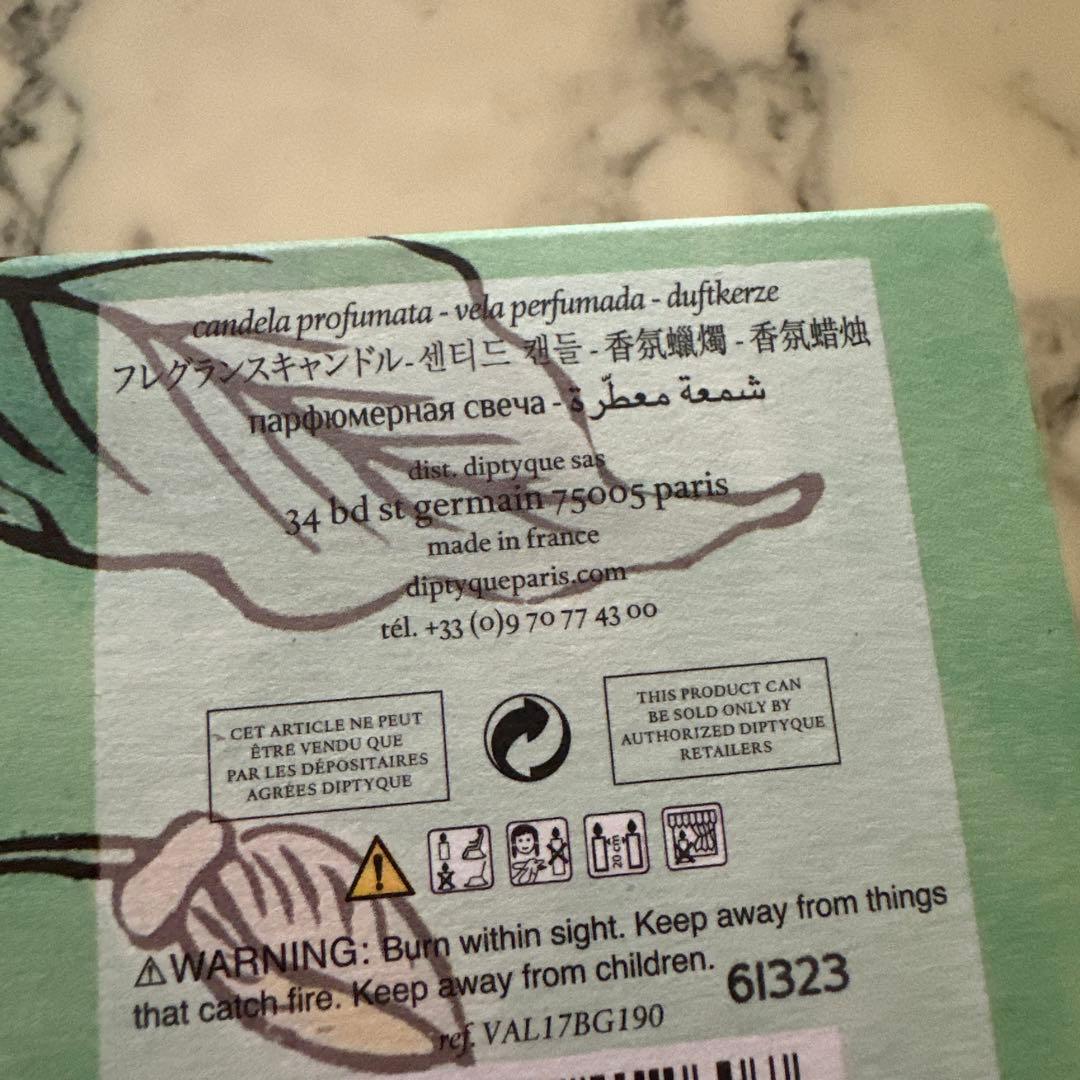 candela profumata - vela perfumada - duftkerze
フレグランスキャンドル - 센티드 캔들 - 香氛蠟燭 - 香氛蜡烛
парфюмерная свеча - شمعة معطّرة
dist. diptyque sas
34 bd st germain 75005 paris
made in france
diptyqueparis.com
tél. +33 (0)9 70 77 43 00
CET ARTICLE NE PEUT
ÊTRE VENDU QUE
PAR LES DÉPOSITAIRES
AGRÉES DIPTYQUE
THIS PRODUCT CAN
BE SOLD ONLY BY
AUTHORIZED DIPTYQUE
RETAILERS
20 cm
⚠WARNING: Burn within sight. Keep away from things
that catch fire. Keep away from children.
61323
ref. VAL17BG190